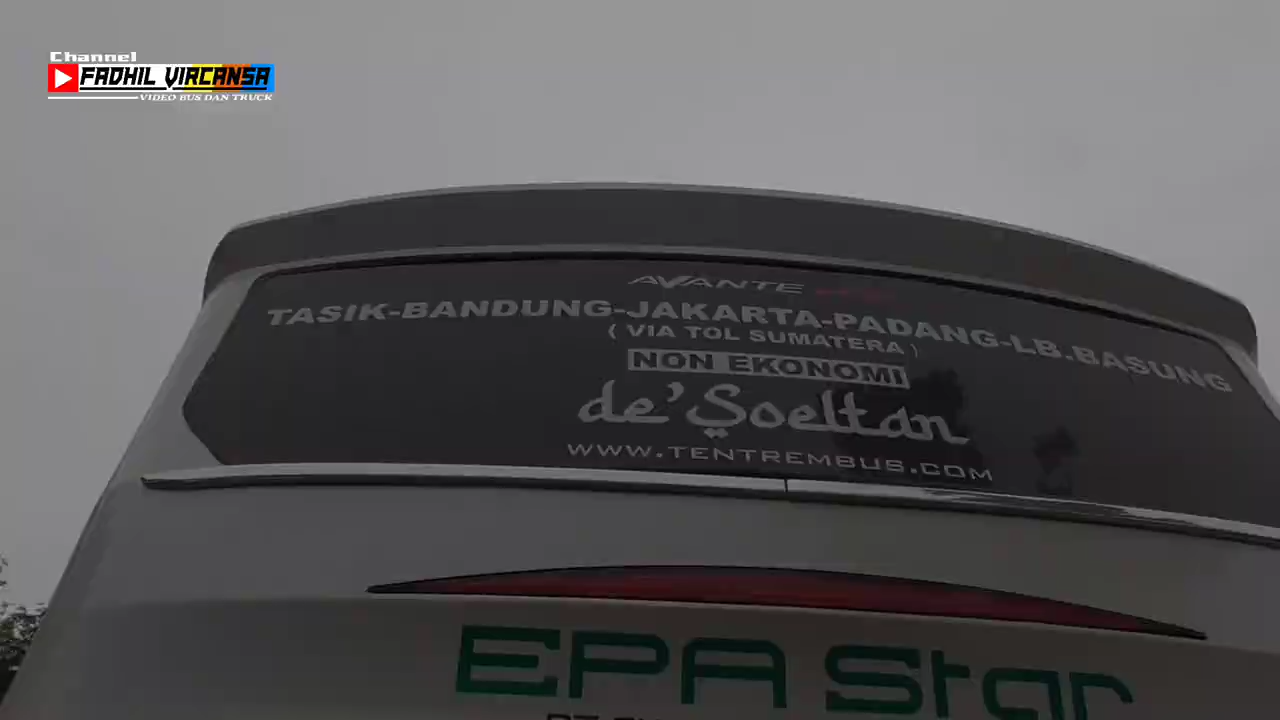 Channel
FADHIL VIRCANSA
VIDEO BUS DAN TRUCK
AVANTE
TASIK-BANDUNG-JAKARTA-PADANG-LB.BASUNG
( VIA TOL SUMATERA )
NON EKONOMI
de'Soeltan
WWW.TENTREMBUS.COM
EPA Star